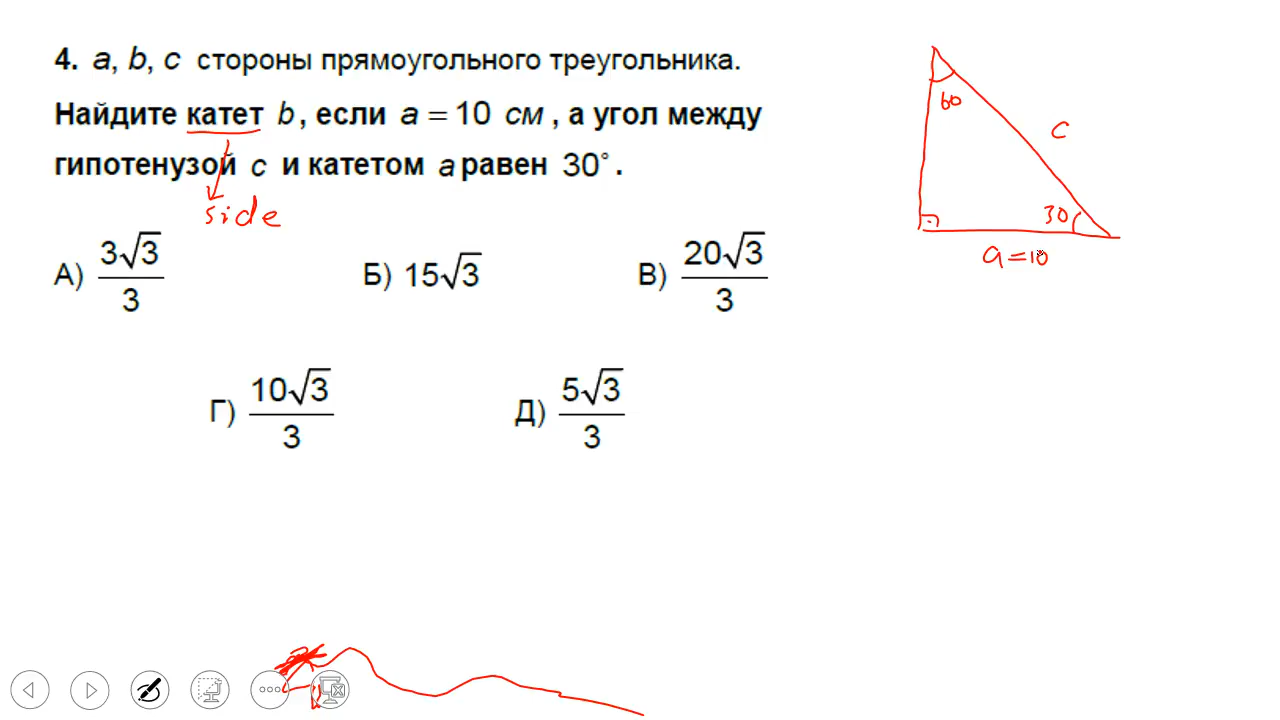 4. a, b, c стороны прямоугольного треугольника.
Найдите катет b, если a = 10 см, а угол между
гипотенузой c и катетом a равен 30°.
side
А) 3√3/3 Б) 15√3 В) 20√3/3
Г) 10√3/3 Д) 5√3/3
60
c
30
a=10